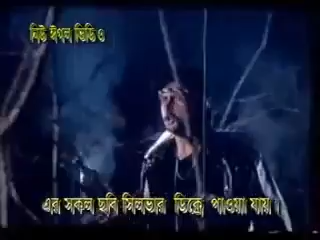 নিউ ঈগল ভিডিও
এর সকল ছবি সিলভার ডিস্কে পাওয়া যায় ।